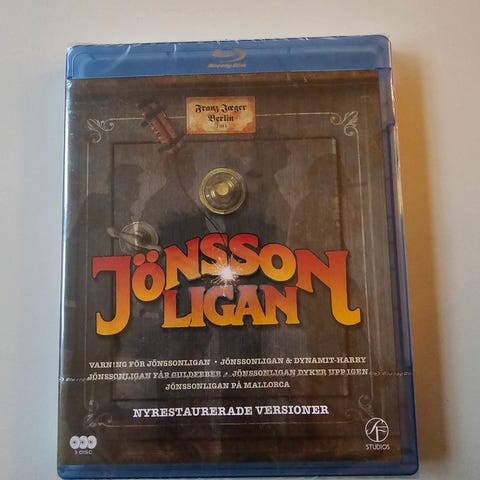 Blu-ray Disc
Franz Jæger
Berlin
JÖNSSON
LIGAN
VARNING FÖR JÖNSSONLIGAN · JÖNSSONLIGAN & DYNAMIT-HARRY
JÖNSSONLIGAN FÅR GULDFEBER · JÖNSSONLIGAN DYKER UPP IGEN
JÖNSSONLIGAN PÅ MALLORCA
NYRESTAURERADE VERSIONER
3 DISC
SF
STUDIOS